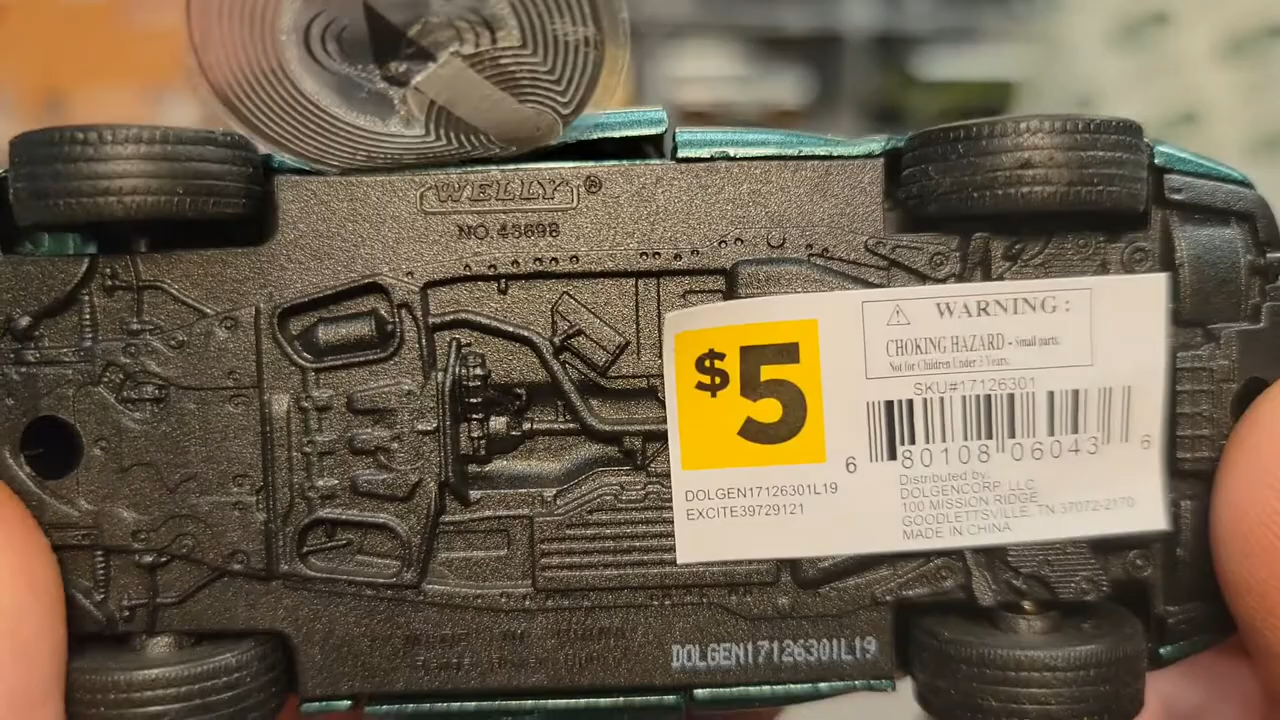 WELLY®
NO.43698
$5
WARNING:
CHOKING HAZARD - Small parts.
Not for Children Under 3 Years.
SKU#17126301
6 80108 06043 6
DOLGEN17126301L19
EXCITE39729121
Distributed by:
DOLGENCORP, LLC
100 MISSION RIDGE
GOODLETTSVILLE, TN 37072-2170
MADE IN CHINA
DOLGEN17126301L19